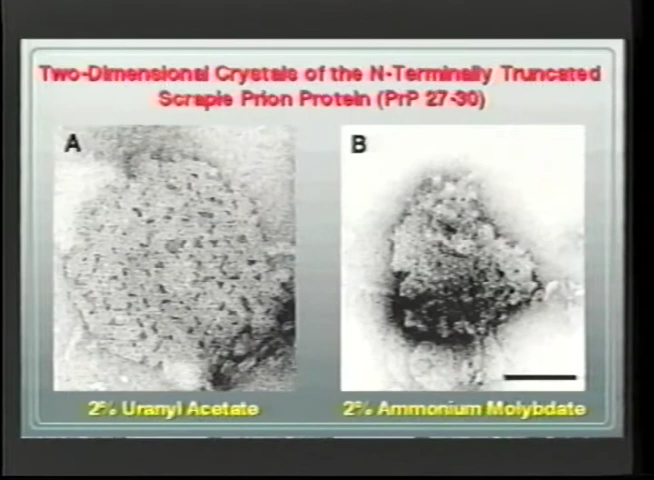 Two-Dimensional Crystals of the N-Terminally Truncated
Scrapie Prion Protein (PrP 27-30)
A
B
2% Uranyl Acetate
2% Ammonium Molybdate